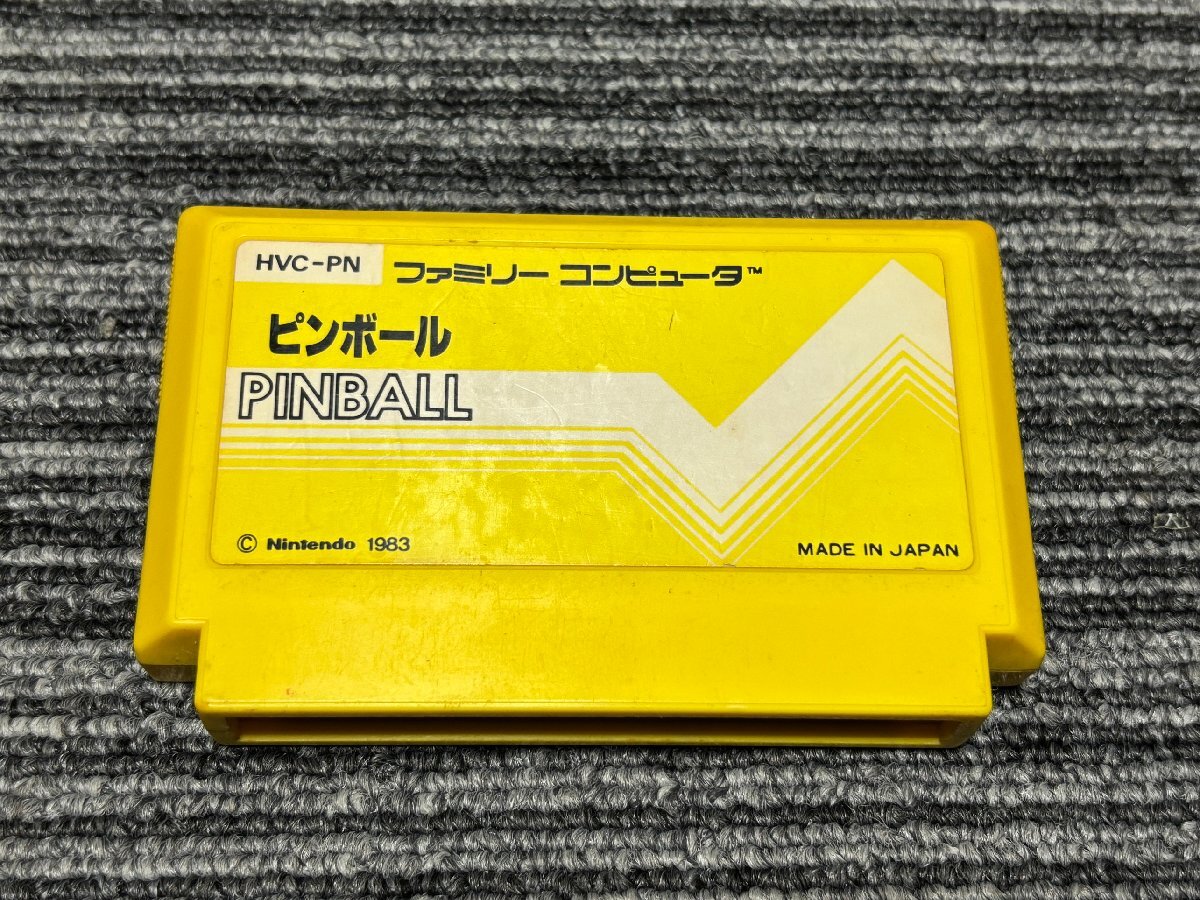 HVC-PN
ファミリー コンピュータ™
ピンボール
PINBALL
© Nintendo 1983
MADE IN JAPAN